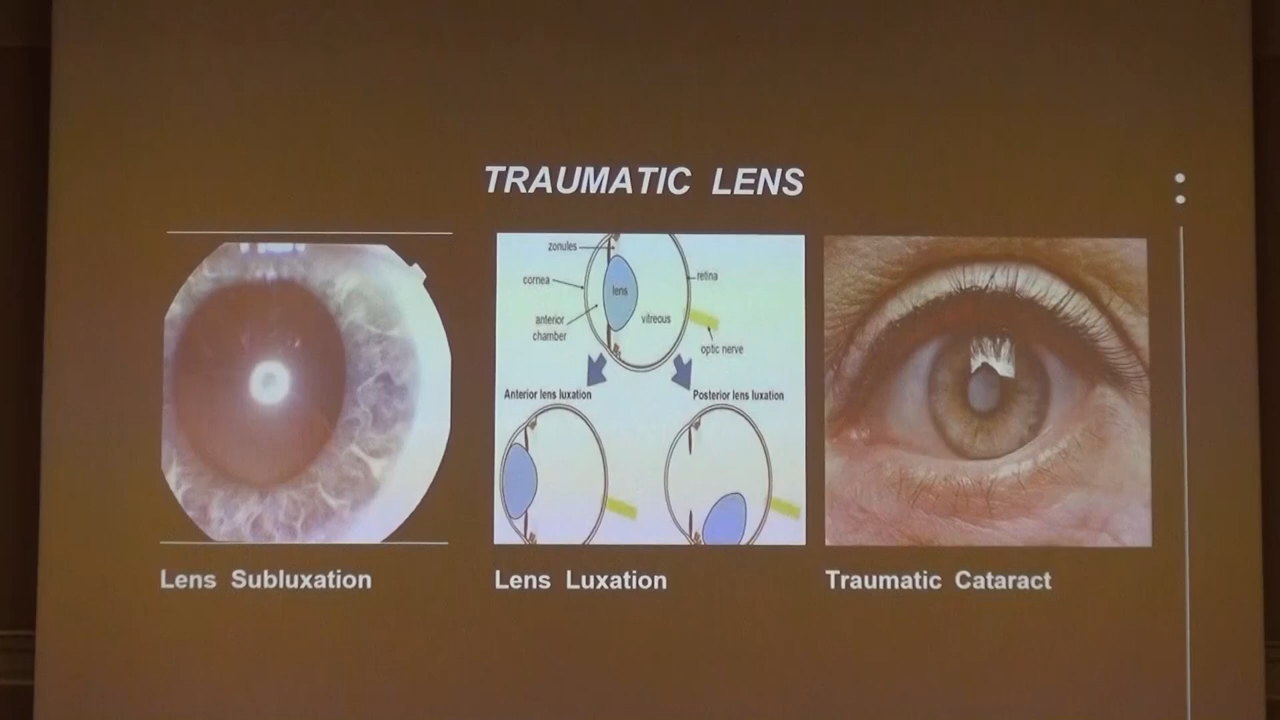 TRAUMATIC LENS
zonules
cornea
lens
retina
anterior
chamber
vitreous
optic nerve
Anterior lens luxation
Posterior lens luxation
Lens Subluxation
Lens Luxation
Traumatic Cataract